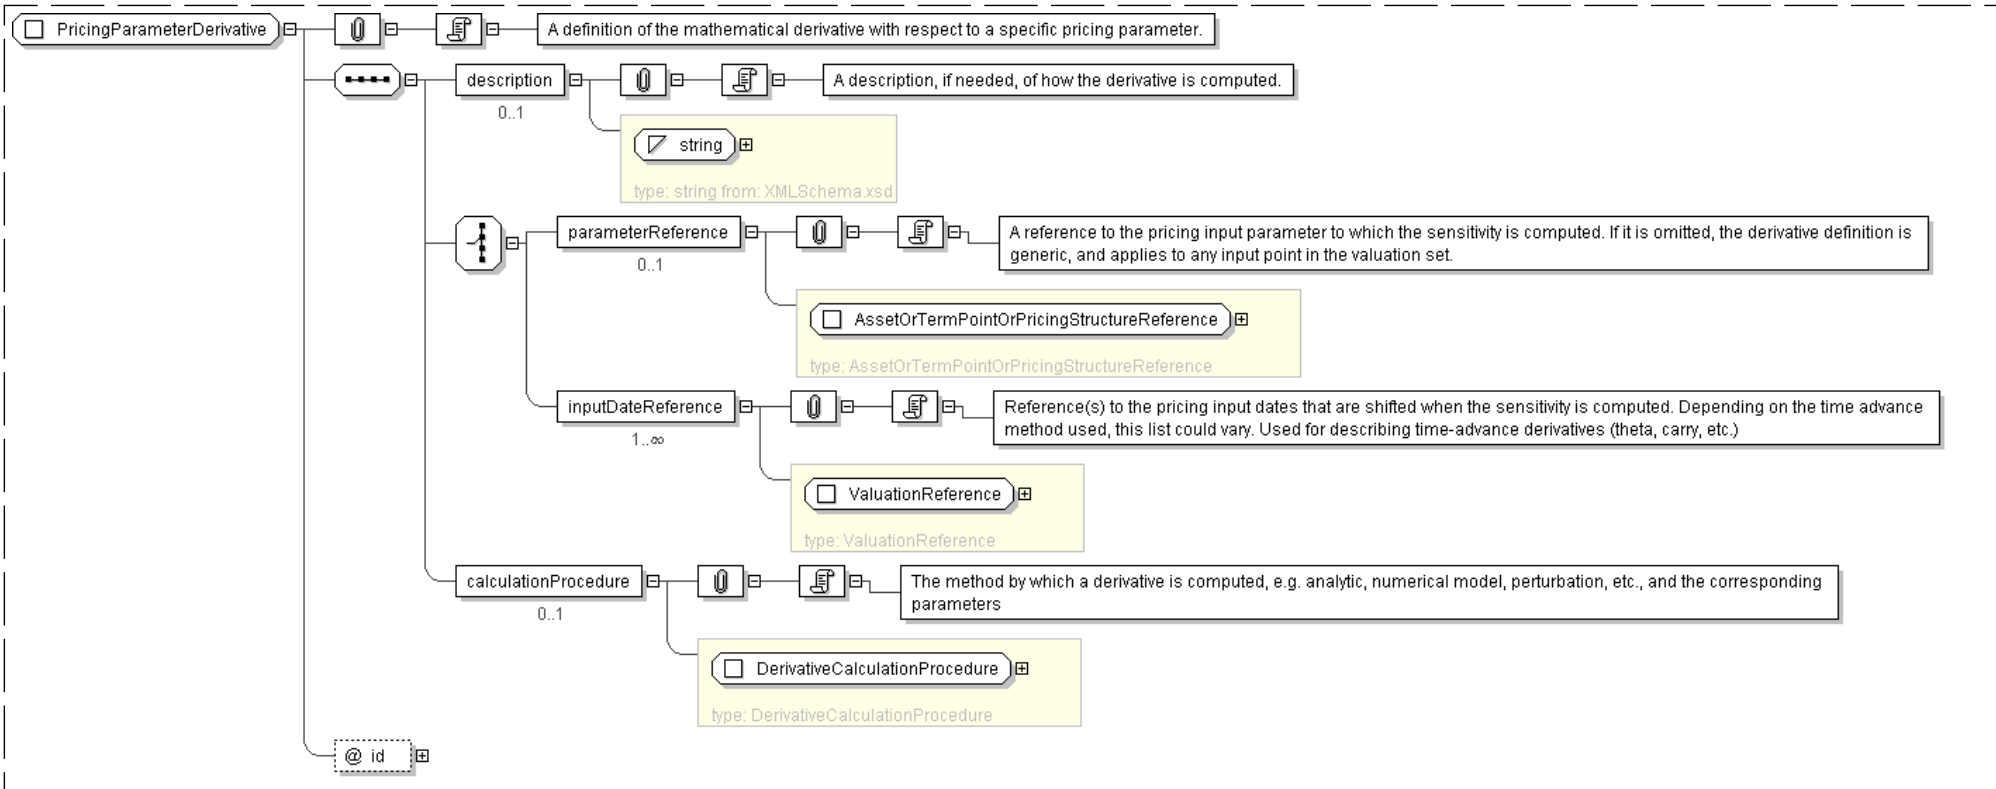 PricingParameterDerivative
A definition of the mathematical derivative with respect to a specific pricing parameter.
description
A description, if needed, of how the derivative is computed.
0..1
string
type: string from: XMLSchema.xsd
parameterReference
A reference to the pricing input parameter to which the sensitivity is computed. If it is omitted, the derivative definition is
generic, and applies to any input point in the valuation set.
0..1
AssetOrTermPointOrPricingStructureReference
type: AssetOrTermPointOrPricingStructureReference
inputDateReference
Reference(s) to the pricing input dates that are shifted when the sensitivity is computed. Depending on the time advance
method used, this list could vary. Used for describing time-advance derivatives (theta, carry, etc.)
1..∞
ValuationReference
type: ValuationReference
calculationProcedure
The method by which a derivative is computed, e.g. analytic, numerical model, perturbation, etc., and the corresponding
parameters
0..1
DerivativeCalculationProcedure
type: DerivativeCalculationProcedure
@ id